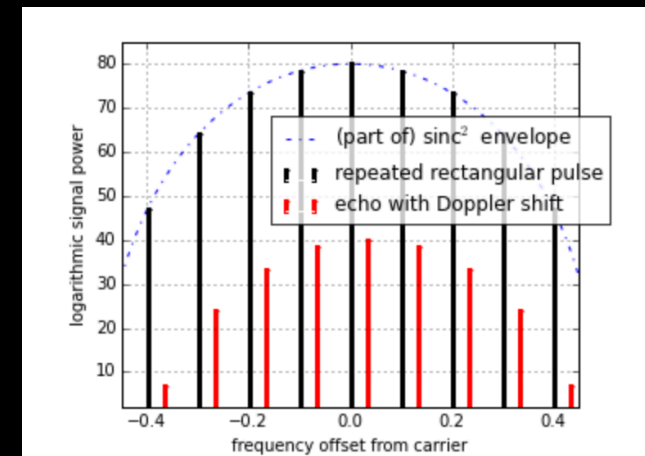 80
70
60
50
40
30
20
10
logarithmic signal power
(part of) sinc² envelope
repeated rectangular pulse
echo with Doppler shift
−0.4 −0.2 0.0 0.2 0.4
frequency offset from carrier